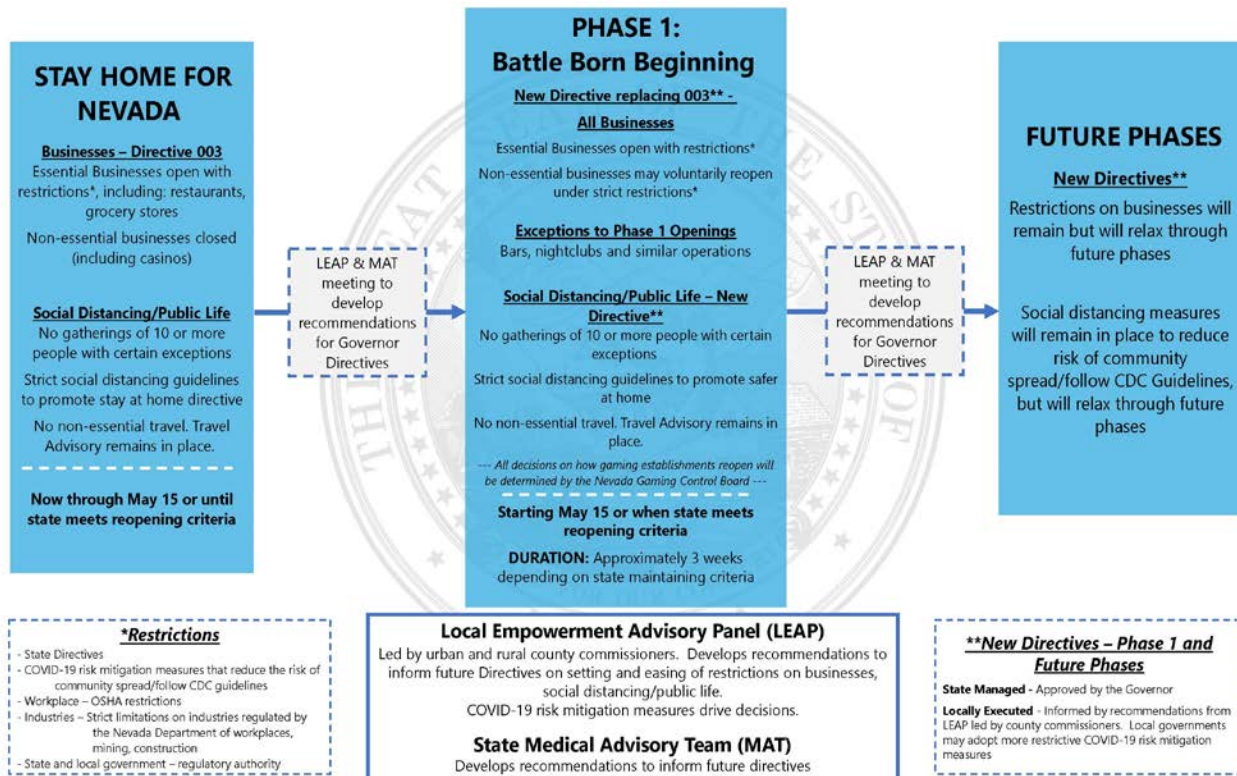 STAY HOME FOR
NEVADA
Businesses – Directive 003
Essential Businesses open with
restrictions*, including: restaurants,
grocery stores
Non-essential businesses closed
(including casinos)
Social Distancing/Public Life
No gatherings of 10 or more
people with certain exceptions
Strict social distancing guidelines
to promote stay at home directive
No non-essential travel. Travel
Advisory remains in place.
Now through May 15 or until
state meets reopening criteria
LEAP & MAT
meeting to
develop
recommendations
for Governor
Directives
PHASE 1:
Battle Born Beginning
New Directive replacing 003** -
All Businesses
Essential Businesses open with restrictions*
Non-essential businesses may voluntarily reopen
under strict restrictions*
Exceptions to Phase 1 Openings
Bars, nightclubs and similar operations
Social Distancing/Public Life – New
Directive**
No gatherings of 10 or more people with certain
exceptions
Strict social distancing guidelines to promote safer
at home
No non-essential travel. Travel Advisory remains in
place.
--- All decisions on how gaming establishments reopen will
be determined by the Nevada Gaming Control Board ---
Starting May 15 or when state meets
reopening criteria
DURATION: Approximately 3 weeks
depending on state maintaining criteria
LEAP & MAT
meeting to
develop
recommendations
for Governor
Directives
FUTURE PHASES
New Directives**
Restrictions on businesses will
remain but will relax through
future phases
Social distancing measures
will remain in place to reduce
risk of community
spread/follow CDC Guidelines,
but will relax through future
phases
*Restrictions
- State Directives
- COVID-19 risk mitigation measures that reduce the risk of
community spread/follow CDC guidelines
- Workplace – OSHA restrictions
- Industries – Strict limitations on industries regulated by
the Nevada Department of workplaces,
mining, construction
- State and local government – regulatory authority
Local Empowerment Advisory Panel (LEAP)
Led by urban and rural county commissioners. Develops recommendations to
inform future Directives on setting and easing of restrictions on businesses,
social distancing/public life.
COVID-19 risk mitigation measures drive decisions.
State Medical Advisory Team (MAT)
Develops recommendations to inform future directives
**New Directives – Phase 1 and
Future Phases
State Managed - Approved by the Governor
Locally Executed - Informed by recommendations from
LEAP led by county commissioners. Local governments
may adopt more restrictive COVID-19 risk mitigation
measures